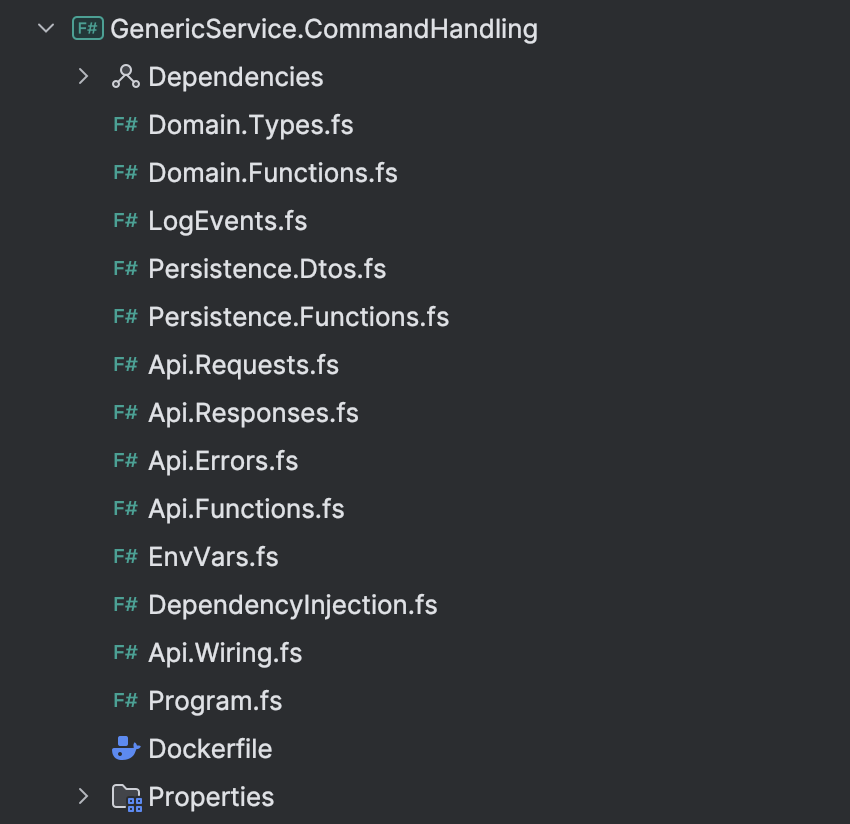 F# GenericService.CommandHandling
Dependencies
F# Domain.Types.fs
F# Domain.Functions.fs
F# LogEvents.fs
F# Persistence.Dtos.fs
F# Persistence.Functions.fs
F# Api.Requests.fs
F# Api.Responses.fs
F# Api.Errors.fs
F# Api.Functions.fs
F# EnvVars.fs
F# DependencyInjection.fs
F# Api.Wiring.fs
F# Program.fs
Dockerfile
Properties